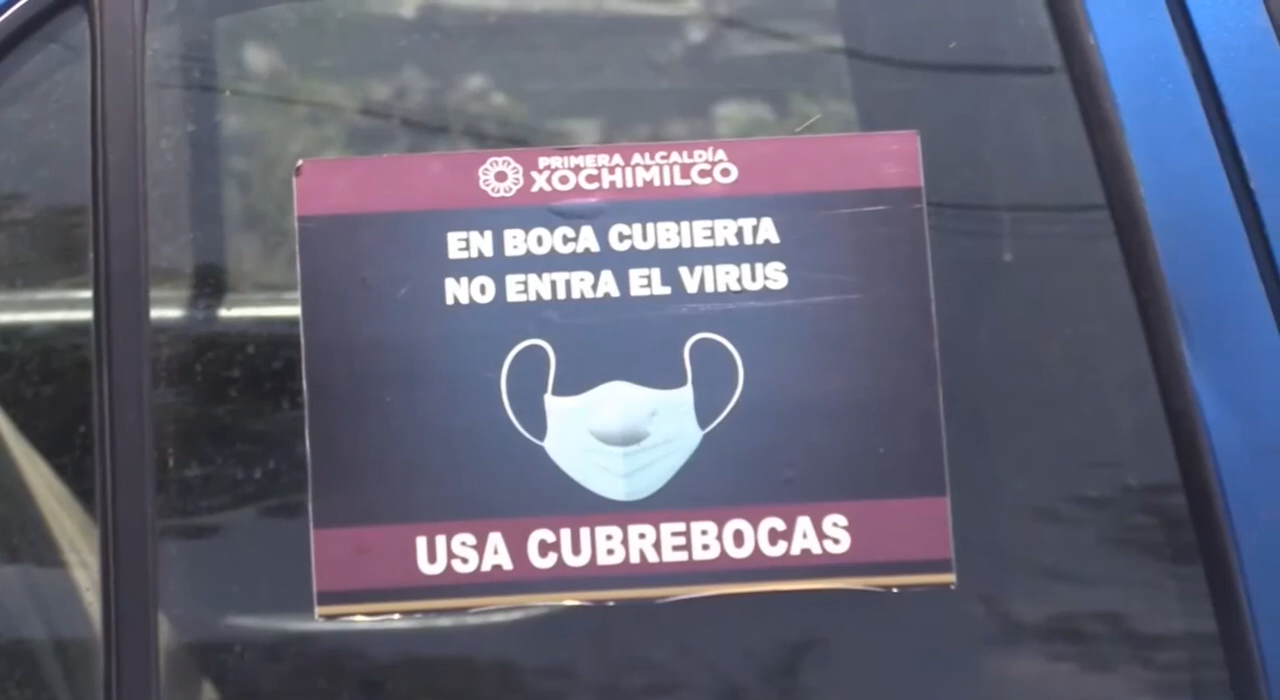 PRIMERA ALCALDÍA
XOCHIMILCO
EN BOCA CUBIERTA
NO ENTRA EL VIRUS
USA CUBREBOCAS